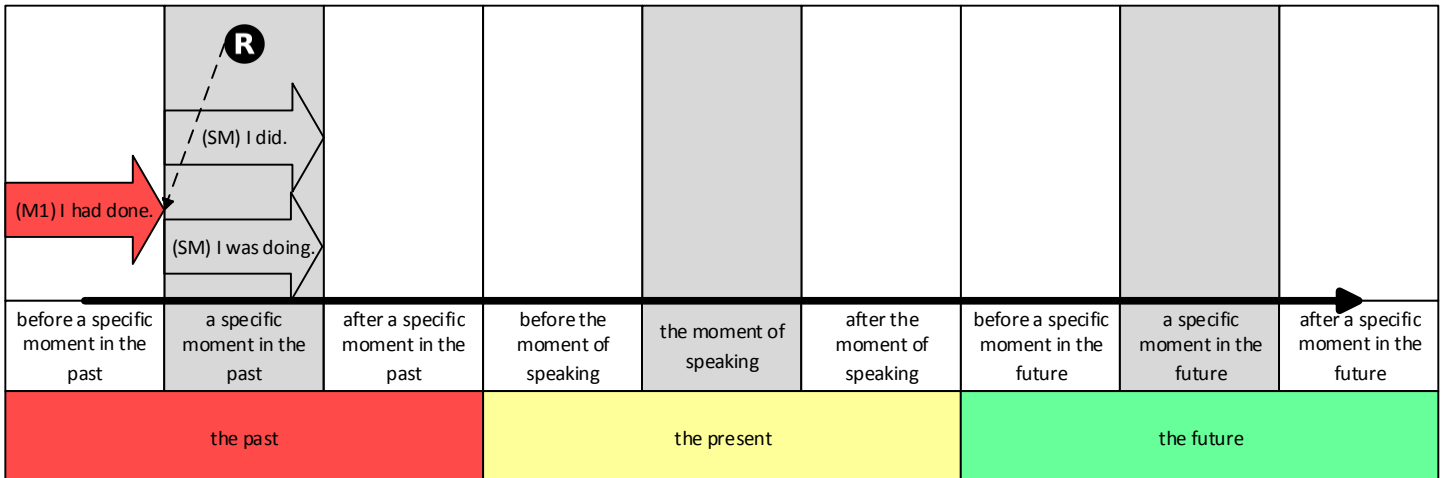 R
(SM) I did.
(M1) I had done.
(SM) I was doing.
before a specific
moment in the
past
a specific
moment in the
past
after a specific
moment in the
past
before the
moment of
speaking
the moment of
speaking
after the
moment of
speaking
before a specific
moment in the
future
a specific
moment in the
future
after a specific
moment in the
future
the past
the present
the future